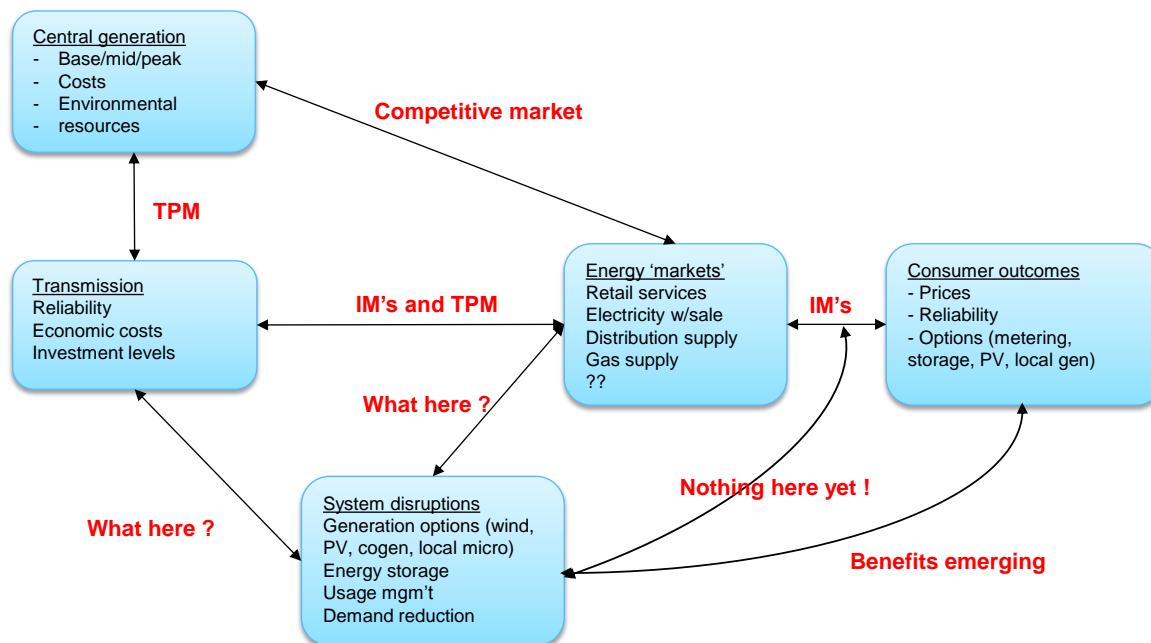 Central generation
- Base/mid/peak
- Costs
- Environmental
- resources
Competitive market
TPM
Transmission
Reliability
Economic costs
Investment levels
IM’s and TPM
Energy ‘markets’
Retail services
Electricity w/sale
Distribution supply
Gas supply
??
IM’s
Consumer outcomes
- Prices
- Reliability
- Options (metering,
storage, PV, local gen)
What here ?
What here ?
System disruptions
Generation options (wind,
PV, cogen, local micro)
Energy storage
Usage mgm’t
Demand reduction
Nothing here yet !
Benefits emerging